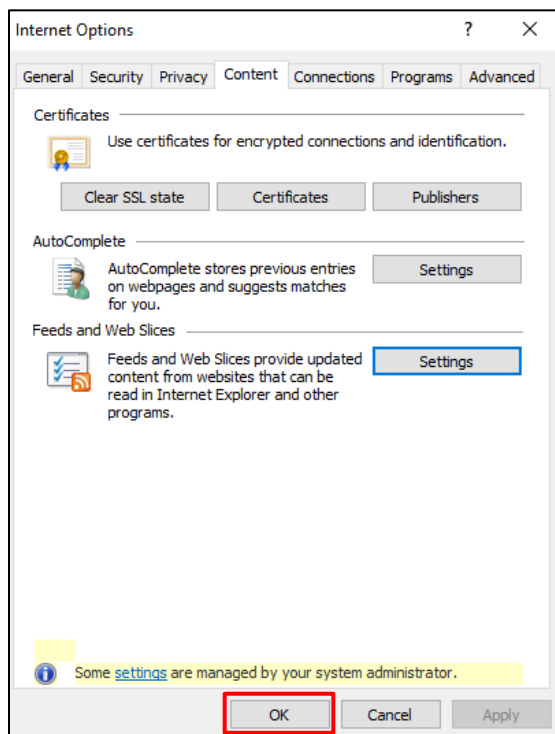 Internet Options ? X
General Security Privacy Content Connections Programs Advanced
Certificates
Use certificates for encrypted connections and identification.
Clear SSL state Certificates Publishers
AutoComplete
AutoComplete stores previous entries
on webpages and suggests matches
for you.
Settings
Feeds and Web Slices
Feeds and Web Slices provide updated
content from websites that can be
read in Internet Explorer and other
programs.
Settings
Some settings are managed by your system administrator.
OK Cancel Apply